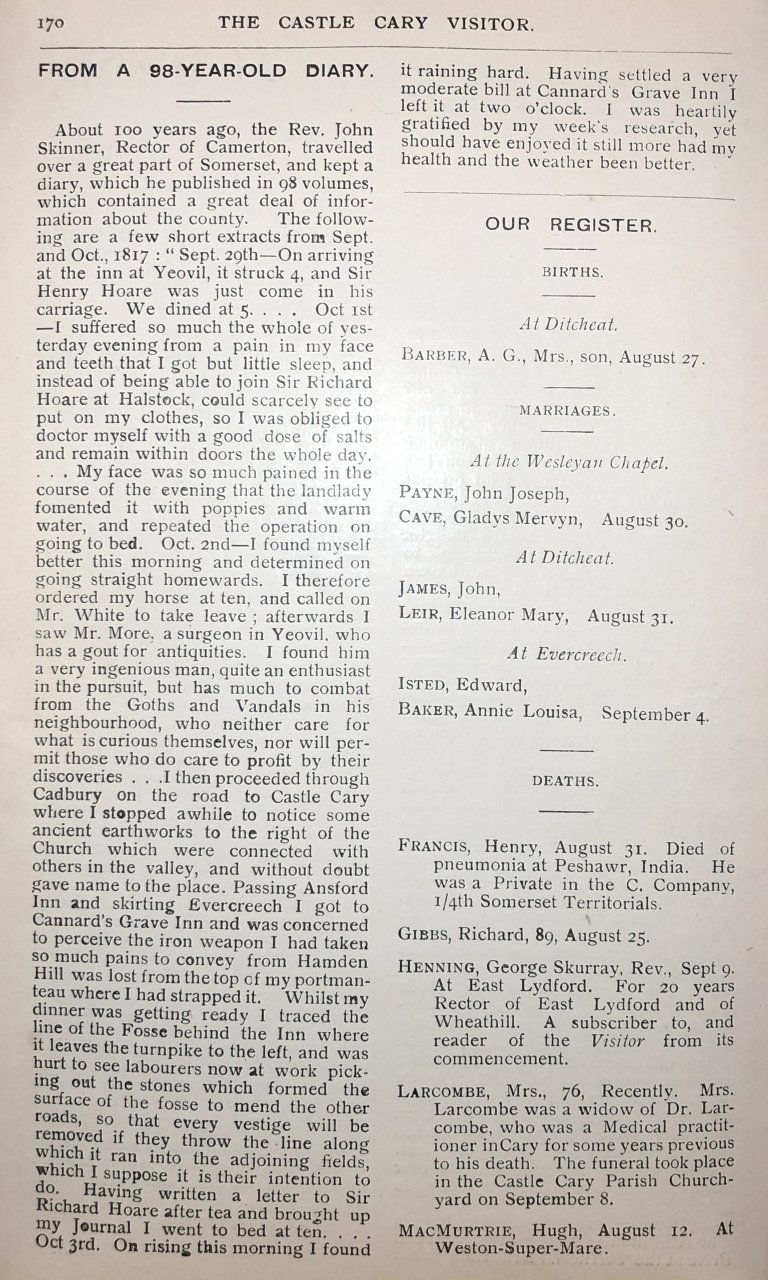 170
THE CASTLE CARY VISITOR.
FROM A 98-YEAR-OLD DIARY.
About 100 years ago, the Rev. John
Skinner, Rector of Camerton, travelled
over a great part of Somerset, and kept a
diary, which he published in 98 volumes,
which contained a great deal of infor-
mation about the county. The follow-
ing are a few short extracts from Sept.
and Oct., 1817 : “ Sept. 29th—On arriving
at the inn at Yeovil, it struck 4, and Sir
Henry Hoare was just come in his
carriage. We dined at 5. . . . Oct 1st
—I suffered so much the whole of yes-
terday evening from a pain in my face
and teeth that I got but little sleep, and
instead of being able to join Sir Richard
Hoare at Halstock, could scarcely see to
put on my clothes, so I was obliged to
doctor myself with a good dose of salts
and remain within doors the whole day.
. . . My face was so much pained in the
course of the evening that the landlady
fomented it with poppies and warm
water, and repeated the operation on
going to bed. Oct. 2nd—I found myself
better this morning and determined on
going straight homewards. I therefore
ordered my horse at ten, and called on
Mr. White to take leave ; afterwards I
saw Mr. More, a surgeon in Yeovil, who
has a gout for antiquities. I found him
a very ingenious man, quite an enthusiast
in the pursuit, but has much to combat
from the Goths and Vandals in his
neighbourhood, who neither care for
what is curious themselves, nor will per-
mit those who do care to profit by their
discoveries . . .I then proceeded through
Cadbury on the road to Castle Cary
where I stopped awhile to notice some
ancient earthworks to the right of the
Church which were connected with
others in the valley, and without doubt
gave name to the place. Passing Ansford
Inn and skirting Evercreech I got to
Cannard's Grave Inn and was concerned
to perceive the iron weapon I had taken
so much pains to convey from Hamden
Hill was lost from the top of my portman-
teau where I had strapped it. Whilst my
dinner was getting ready I traced the
line of the Fosse behind the Inn where
it leaves the turnpike to the left, and was
hurt to see labourers now at work pick-
ing out the stones which formed the
surface of the fosse to mend the other
roads, so that every vestige will be
removed if they throw the line along
which it ran into the adjoining fields,
which I suppose it is their intention to
do. Having written a letter to Sir
Richard Hoare after tea and brought up
my Journal I went to bed at ten. . . .
Oct 3rd. On rising this morning I found
it raining hard. Having settled a very
moderate bill at Cannard's Grave Inn I
left it at two o'clock. I was heartily
gratified by my week's research, yet
should have enjoyed it still more had my
health and the weather been better.
OUR REGISTER.
BIRTHS.
At Ditcheat.
BARBER, A. G., Mrs., son, August 27.
MARRIAGES.
At the Wesleyan Chapel.
PAYNE, John Joseph,
CAVE, Gladys Mervyn, August 30.
At Ditcheat.
JAMES, John,
LEIR, Eleanor Mary, August 31.
At Evercreech.
ISTED, Edward,
BAKER, Annie Louisa, September 4.
DEATHS.
FRANCIS, Henry, August 31. Died of
pneumonia at Peshawr, India. He
was a Private in the C. Company,
1/4th Somerset Territorials.
GIBBS, Richard, 89, August 25.
HENNING, George Skurray, Rev., Sept 9.
At East Lydford. For 20 years
Rector of East Lydford and of
Wheathill. A subscriber to, and
reader of the Visitor from its
commencement.
LARCOMBE, Mrs., 76, Recently. Mrs.
Larcombe was a widow of Dr. Lar-
combe, who was a Medical practit-
ioner inCary for some years previous
to his death. The funeral took place
in the Castle Cary Parish Church-
yard on September 8.
MACMURTRIE, Hugh, August 12. At
Weston-Super-Mare.